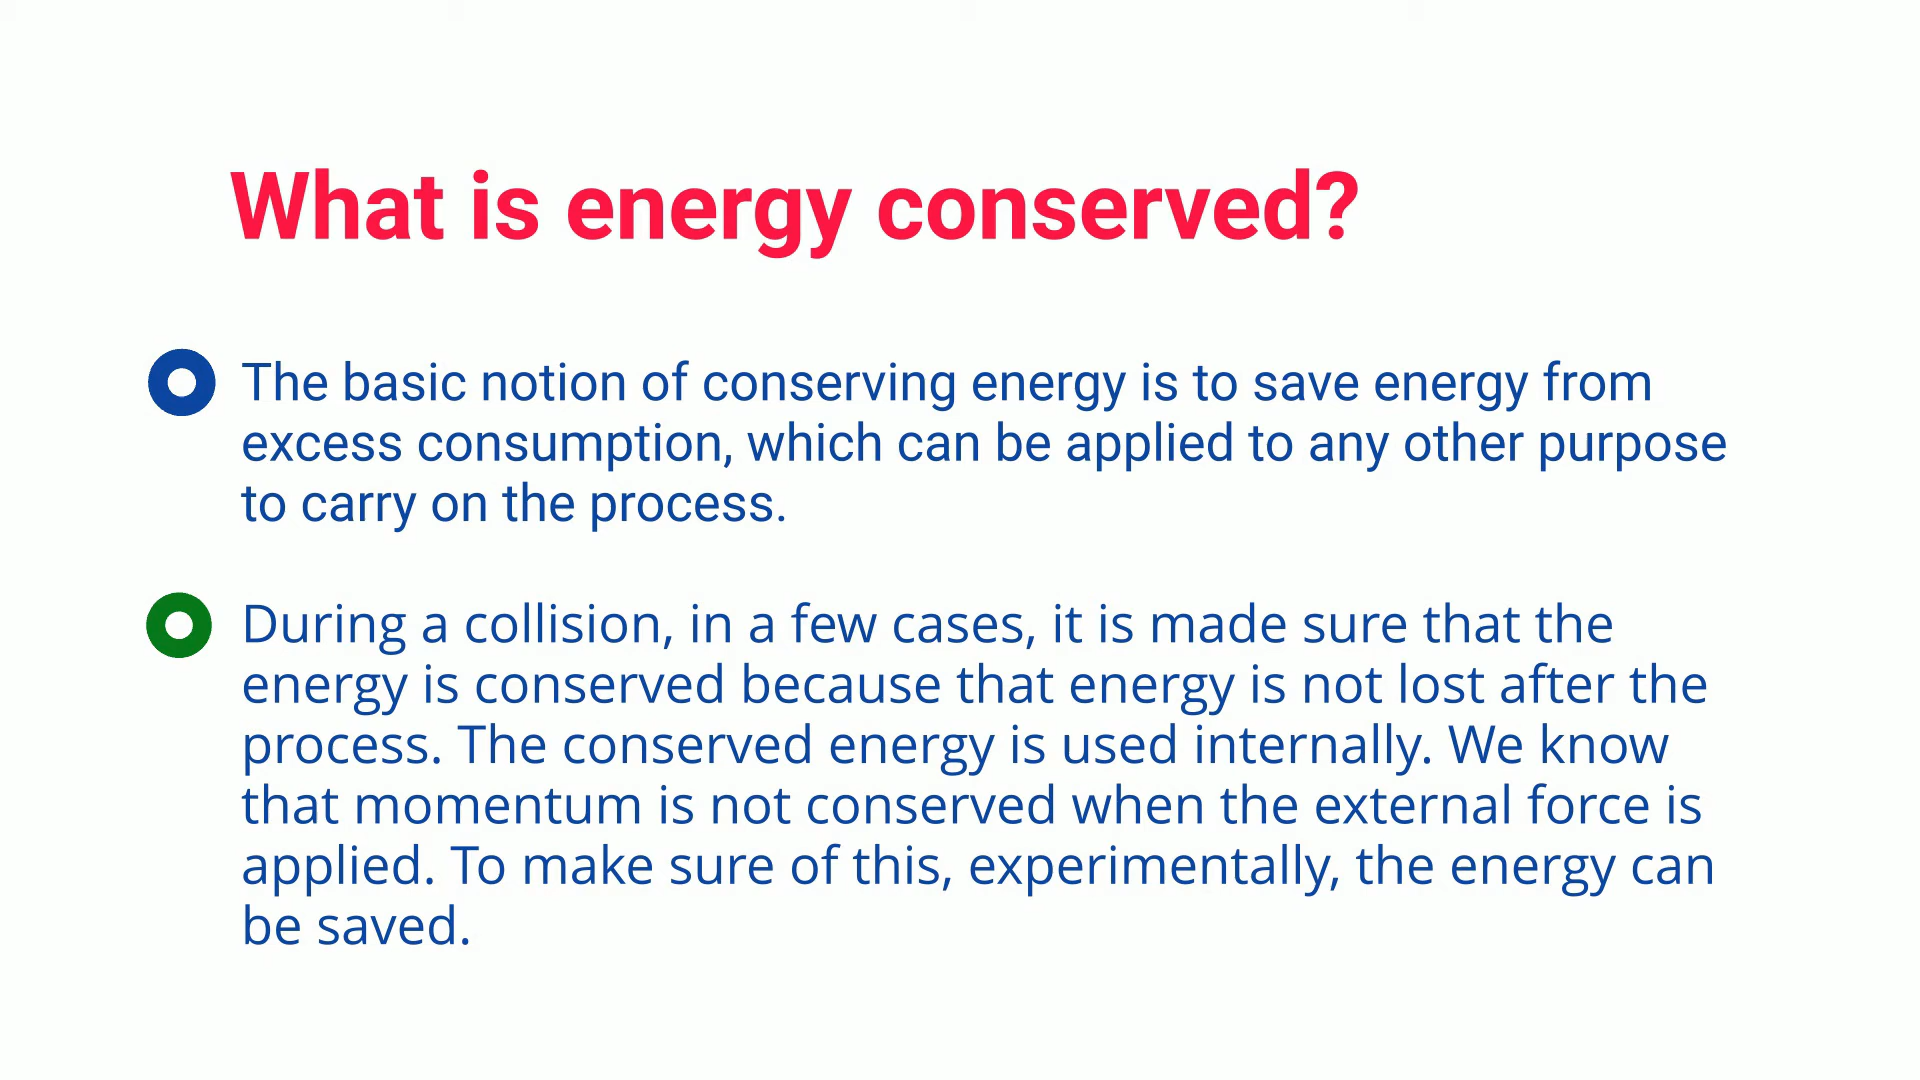 What is energy conserved?
The basic notion of conserving energy is to save energy from
excess consumption, which can be applied to any other purpose
to carry on the process.
During a collision, in a few cases, it is made sure that the
energy is conserved because that energy is not lost after the
process. The conserved energy is used internally. We know
that momentum is not conserved when the external force is
applied. To make sure of this, experimentally, the energy can
be saved.